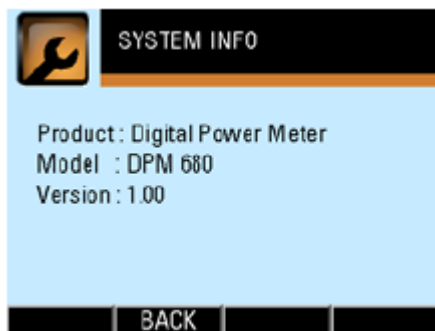 SYSTEM INFO
Product : Digital Power Meter
Model : DPM 680
Version : 1.00
BACK